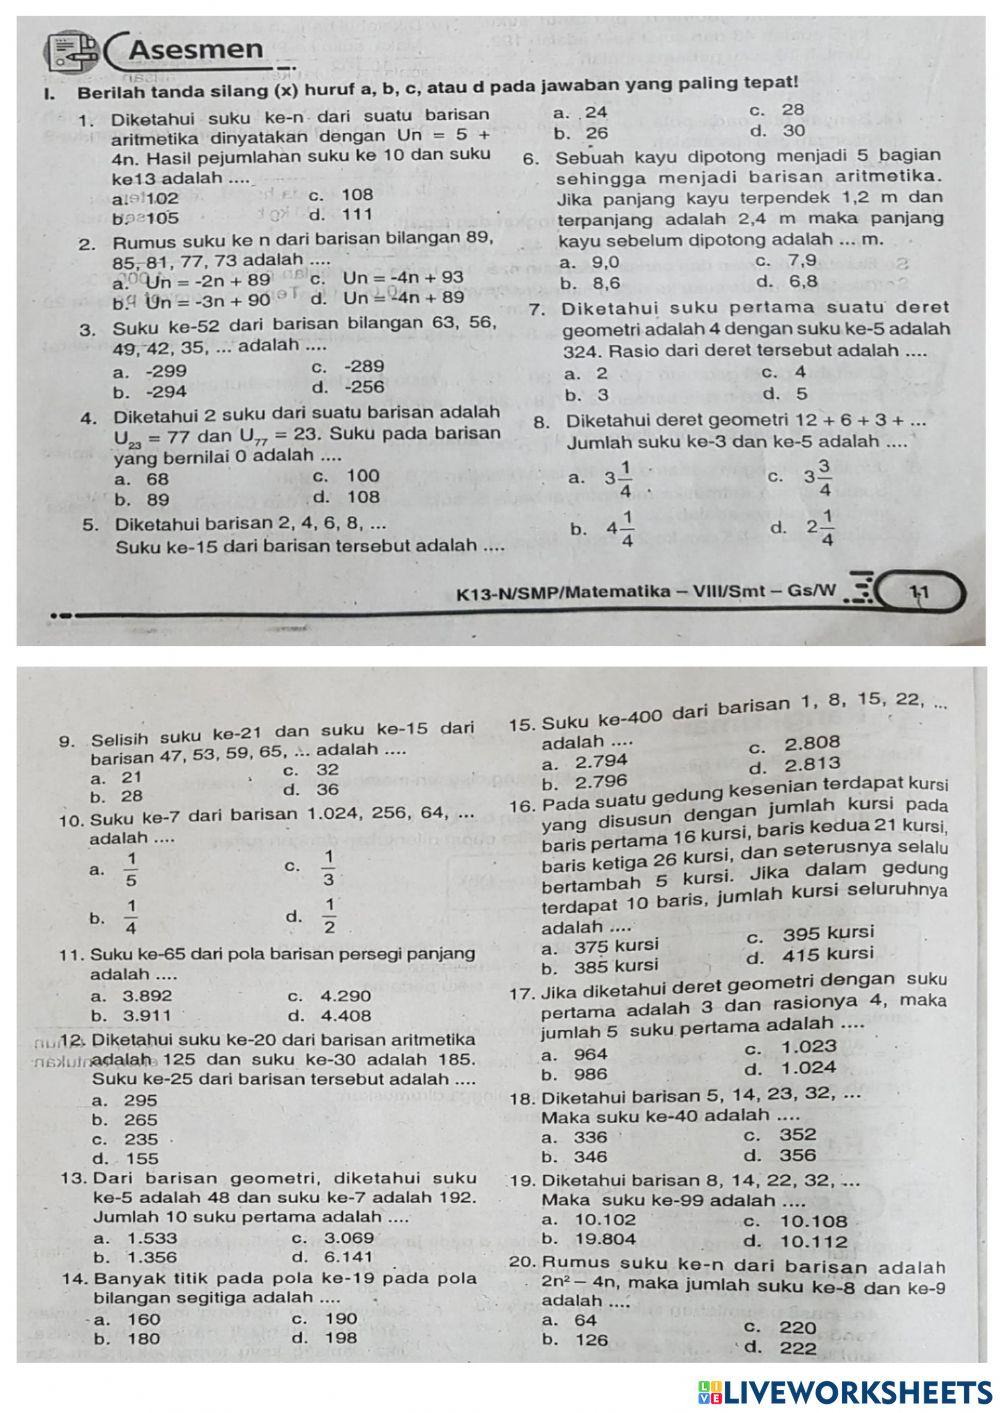 Asesmen
I. Berilah tanda silang (x) huruf a, b, c, atau d pada jawaban yang paling tepat!
1. Diketahui suku ke-n dari suatu barisan
aritmetika dinyatakan dengan Un = 5 +
4n. Hasil pejumlahan suku ke 10 dan suku
ke13 adalah ....
a. 102 c. 108
b. 105 d. 111
2. Rumus suku ke n dari barisan bilangan 89,
85, 81, 77, 73 adalah ....
a. Un = -2n + 89 c. Un = -4n + 93
b. Un = -3n + 90 d. Un = -4n + 89
3. Suku ke-52 dari barisan bilangan 63, 56,
49, 42, 35, ... adalah ....
a. -299 c. -289
b. -294 d. -256
4. Diketahui 2 suku dari suatu barisan adalah
U₂₃ = 77 dan U₇₇ = 23. Suku pada barisan
yang bernilai 0 adalah ....
a. 68 c. 100
b. 89 d. 108
5. Diketahui barisan 2, 4, 6, 8, ...
Suku ke-15 dari barisan tersebut adalah ....
a. 24 c. 28
b. 26 d. 30
6. Sebuah kayu dipotong menjadi 5 bagian
sehingga menjadi barisan aritmetika.
Jika panjang kayu terpendek 1,2 m dan
terpanjang adalah 2,4 m maka panjang
kayu sebelum dipotong adalah ... m.
a. 9,0 c. 7,9
b. 8,6 d. 6,8
7. Diketahui suku pertama suatu deret
geometri adalah 4 dengan suku ke-5 adalah
324. Rasio dari deret tersebut adalah ....
a. 2 c. 4
b. 3 d. 5
8. Diketahui deret geometri 12 + 6 + 3 + ...
Jumlah suku ke-3 dan ke-5 adalah ....
a. 3 1/4 c. 3 3/4
b. 4 1/4 d. 2 1/4
K13-N/SMP/Matematika – VIII/Smt – Gs/W 11
9. Selisih suku ke-21 dan suku ke-15 dari
barisan 47, 53, 59, 65, ... adalah ....
a. 21 c. 32
b. 28 d. 36
10. Suku ke-7 dari barisan 1.024, 256, 64, ...
adalah ....
a. 1/5 c. 1/3
b. 1/4 d. 1/2
11. Suku ke-65 dari pola barisan persegi panjang
adalah ....
a. 3.892 c. 4.290
b. 3.911 d. 4.408
12. Diketahui suku ke-20 dari barisan aritmetika
adalah 125 dan suku ke-30 adalah 185.
Suku ke-25 dari barisan tersebut adalah ....
a. 295
b. 265
c. 235
d. 155
13. Dari barisan geometri, diketahui suku
ke-5 adalah 48 dan suku ke-7 adalah 192.
Jumlah 10 suku pertama adalah ....
a. 1.533 c. 3.069
b. 1.356 d. 6.141
14. Banyak titik pada pola ke-19 pada pola
bilangan segitiga adalah ....
a. 160 c. 190
b. 180 d. 198
15. Suku ke-400 dari barisan 1, 8, 15, 22, ...
adalah ....
a. 2.794 c. 2.808
b. 2.796 d. 2.813
16. Pada suatu gedung kesenian terdapat kursi
yang disusun dengan jumlah kursi pada
baris pertama 16 kursi, baris kedua 21 kursi,
baris ketiga 26 kursi, dan seterusnya selalu
bertambah 5 kursi. Jika dalam gedung
terdapat 10 baris, jumlah kursi seluruhnya
adalah ....
a. 375 kursi c. 395 kursi
b. 385 kursi d. 415 kursi
17. Jika diketahui deret geometri dengan suku
pertama adalah 3 dan rasionya 4, maka
jumlah 5 suku pertama adalah ....
a. 964 c. 1.023
b. 986 d. 1.024
18. Diketahui barisan 5, 14, 23, 32, ...
Maka suku ke-40 adalah ....
a. 336 c. 352
b. 346 d. 356
19. Diketahui barisan 8, 14, 22, 32, ...
Maka suku ke-99 adalah ....
a. 10.102 c. 10.108
b. 19.804 d. 10.112
20. Rumus suku ke-n dari barisan adalah
2n² – 4n, maka jumlah suku ke-8 dan ke-9
adalah ....
a. 64 c. 220
b. 126 d. 222
LIVE LIVEWORKSHEETS